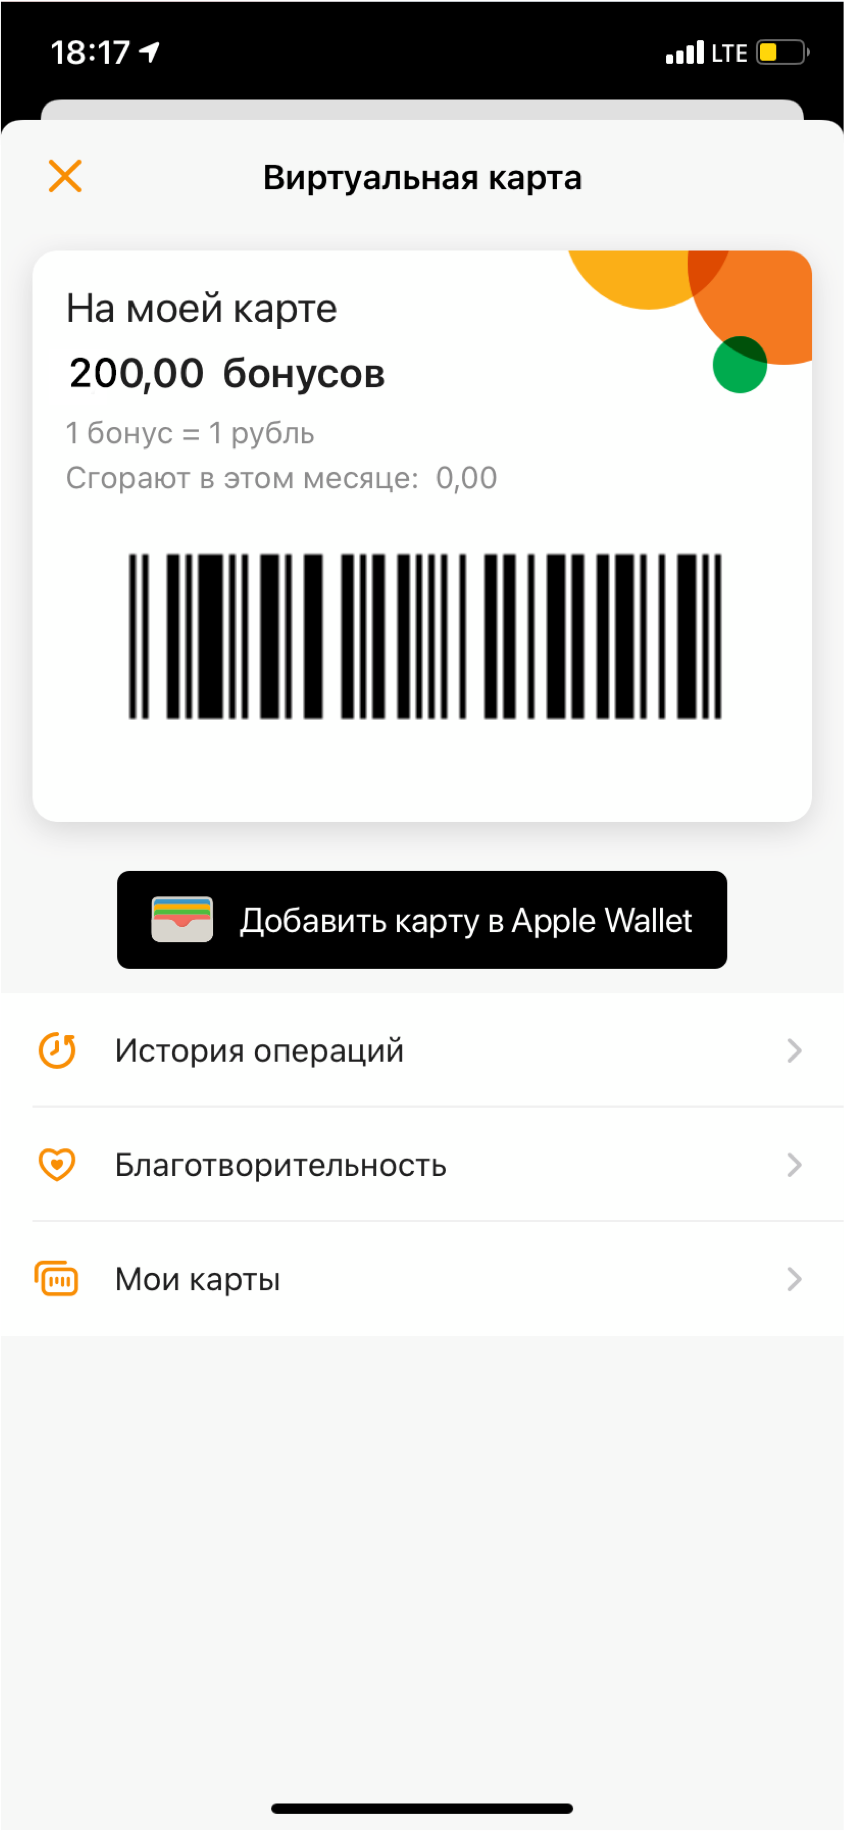 18:17
LTE
Виртуальная карта
На моей карте
200,00 бонусов
1 бонус = 1 рубль
Сгорают в этом месяце: 0,00
Добавить карту в Apple Wallet
История операций
Благотворительность
Мои карты